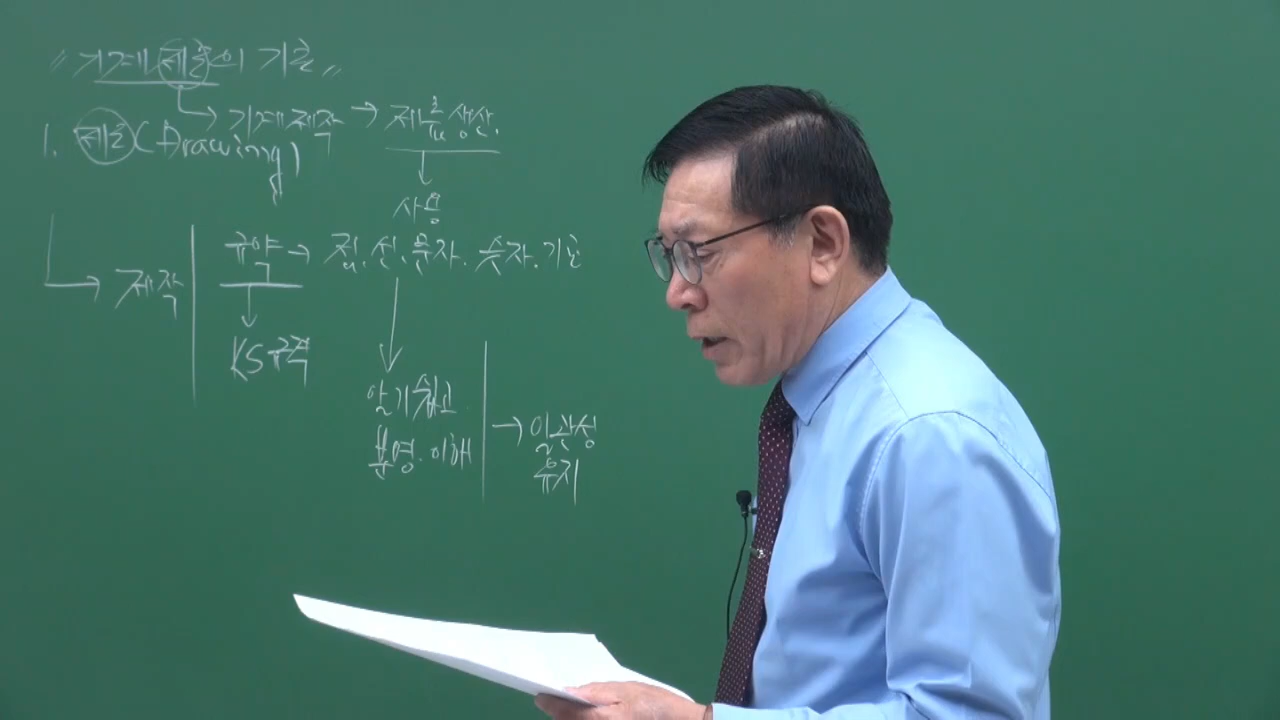 "기계제도의 기초"
→ 기계제작 → 제품생산.
1. 제도(Drawing)
↓
사용
규약 → 점. 선. 문자. 숫자. 기호
→ 제작
↓
KS규격
알기쉽고
분명. 이해
→ 일관성
유지